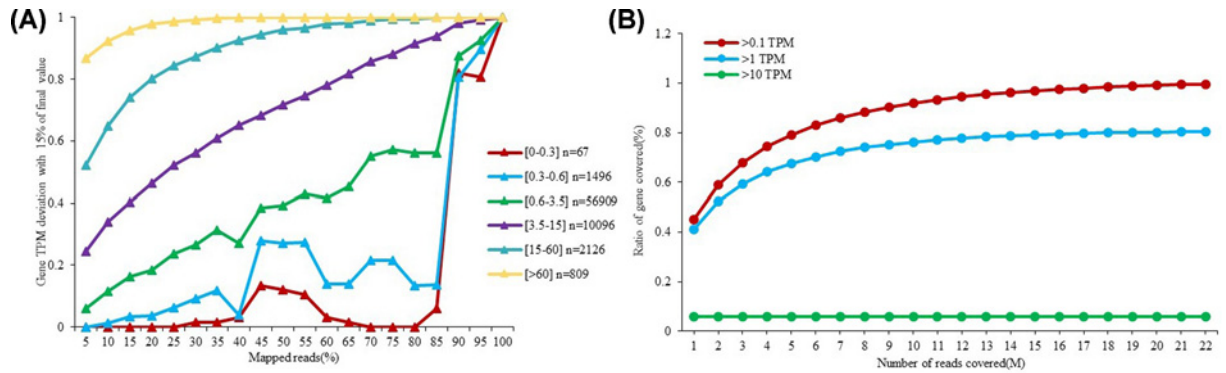 (A)
Gene TPM deviation with 15% of final value
1
0.8
0.6
0.4
0.2
0
5 10 15 20 25 30 35 40 45 50 55 60 65 70 75 80 85 90 95 100
Mapped reads(%)
[0-0.3] n=67
[0.3-0.6] n=1496
[0.6-3.5] n=56909
[3.5-15] n=10096
[15-60] n=2126
[>60] n=809
(B)
Ratio of gene covered(%)
1.2
1
0.8
0.6
0.4
0.2
0
>0.1 TPM
>1 TPM
>10 TPM
1 2 3 4 5 6 7 8 9 10 11 12 13 14 15 16 17 18 19 20 21 22
Number of reads covered(M)